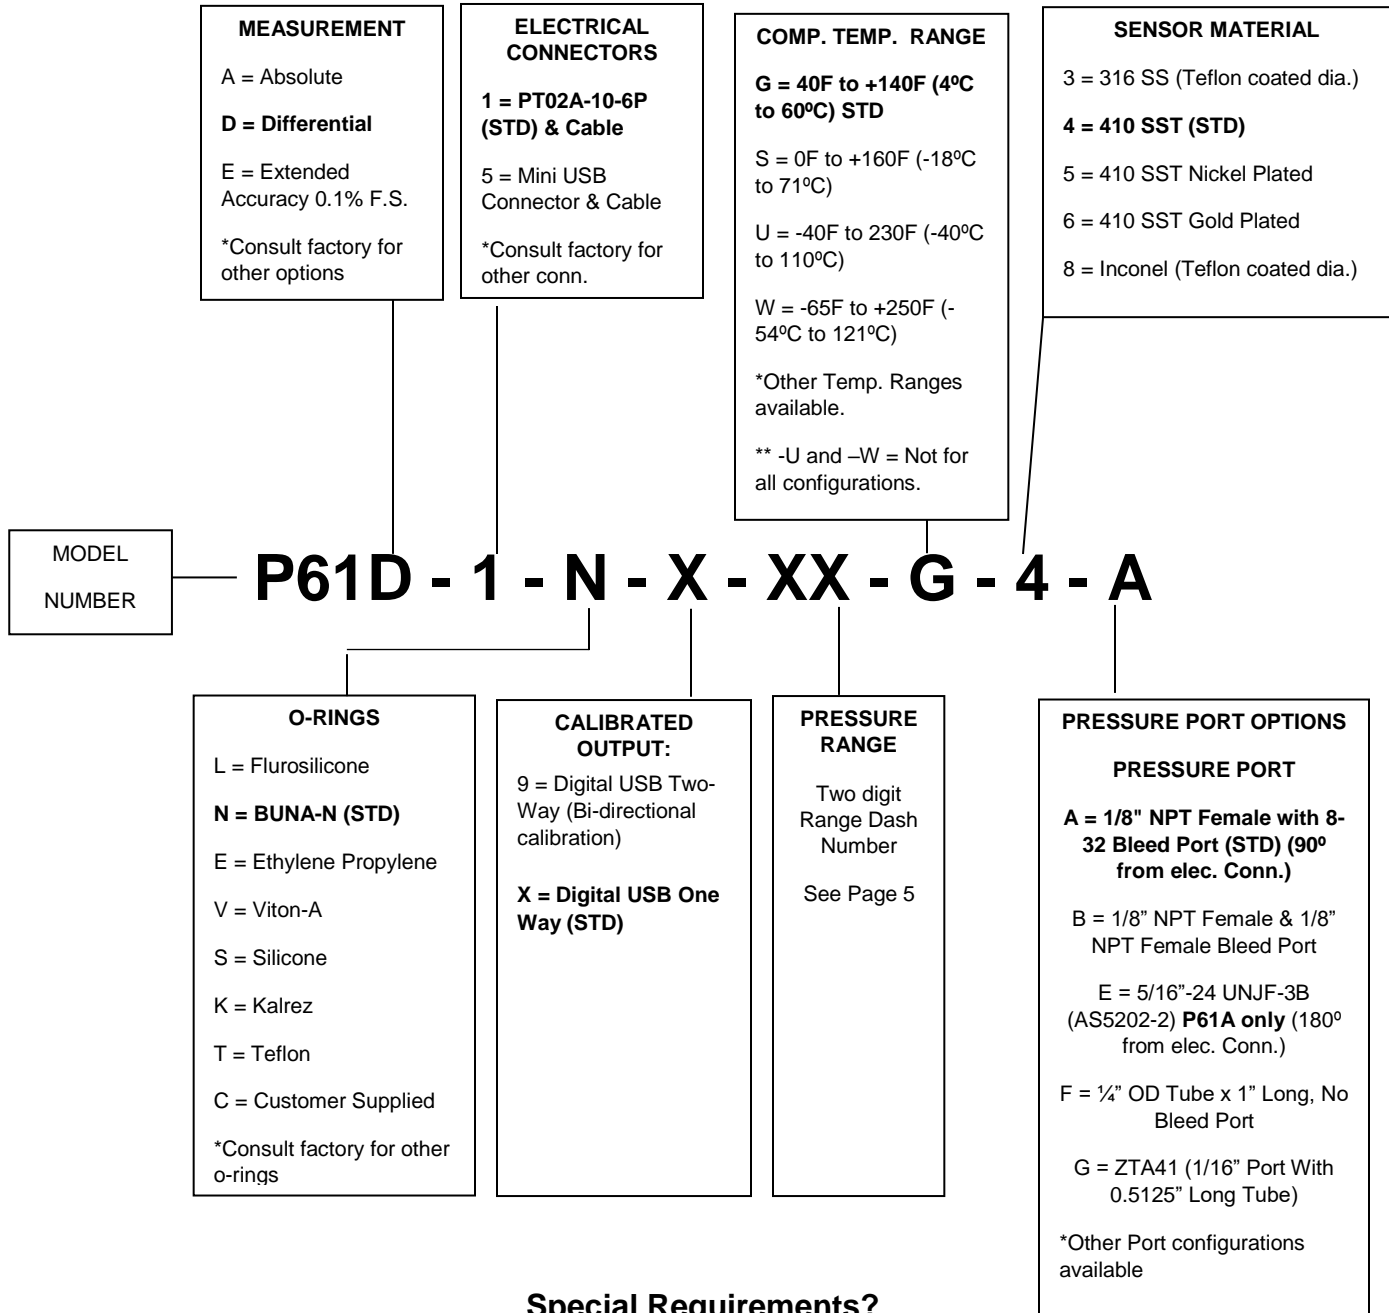 MEASUREMENT
A = Absolute
D = Differential
E = Extended
Accuracy 0.1% F.S.
*Consult factory for
other options
ELECTRICAL
CONNECTORS
1 = PT02A-10-6P
(STD) & Cable
5 = Mini USB
Connector & Cable
*Consult factory for
other conn.
COMP. TEMP. RANGE
G = 40F to +140F (4ºC
to 60ºC) STD
S = 0F to +160F (-18ºC
to 71ºC)
U = -40F to 230F (-40ºC
to 110ºC)
W = -65F to +250F (-
54ºC to 121ºC)
*Other Temp. Ranges
available.
** -U and –W = Not for
all configurations.
SENSOR MATERIAL
3 = 316 SS (Teflon coated dia.)
4 = 410 SST (STD)
5 = 410 SST Nickel Plated
6 = 410 SST Gold Plated
8 = Inconel (Teflon coated dia.)
MODEL
NUMBER
P61D - 1 - N - X - XX - G - 4 - A
O-RINGS
L = Flurosilicone
N = BUNA-N (STD)
E = Ethylene Propylene
V = Viton-A
S = Silicone
K = Kalrez
T = Teflon
C = Customer Supplied
*Consult factory for other
o-rings
CALIBRATED
OUTPUT:
9 = Digital USB Two-
Way (Bi-directional
calibration)
X = Digital USB One
Way (STD)
PRESSURE
RANGE
Two digit
Range Dash
Number
See Page 5
PRESSURE PORT OPTIONS
PRESSURE PORT
A = 1/8" NPT Female with 8-
32 Bleed Port (STD) (90º
from elec. Conn.)
B = 1/8” NPT Female & 1/8”
NPT Female Bleed Port
E = 5/16”-24 UNJF-3B
(AS5202-2) P61A only (180º
from elec. Conn.)
F = ¼” OD Tube x 1” Long, No
Bleed Port
G = ZTA41 (1/16” Port With
0.5125” Long Tube)
*Other Port configurations
available
Special Requirements?